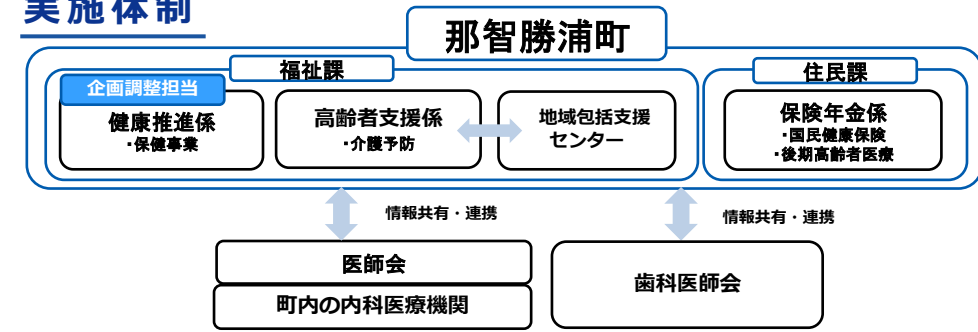 実施体制
那智勝浦町
福祉課
住民課
企画調整担当
健康推進係
・保健事業
高齢者支援係
・介護予防
地域包括支援
センター
保険年金係
・国民健康保険
・後期高齢者医療
情報共有・連携
情報共有・連携
医師会
町内の内科医療機関
歯科医師会